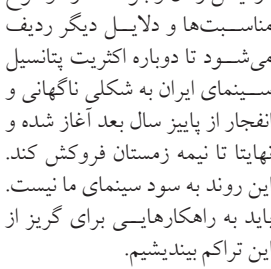 مناسبت‌ها و دلایل دیگر ردیف
می‌شود تا دوباره اکثریت پتانسیل
سینمای ایران به شکلی ناگهانی و
انفجار از پاییز سال بعد آغاز شده و
نهایتا تا نیمه زمستان فروکش کند.
این روند به سود سینمای ما نیست.
باید به راهکارهایی برای گریز از
این تراکم بیندیشیم.